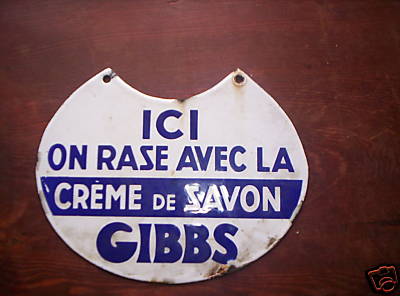 ICI
ON RASE AVEC LA
CRÈME DE SAVON
GIBBS